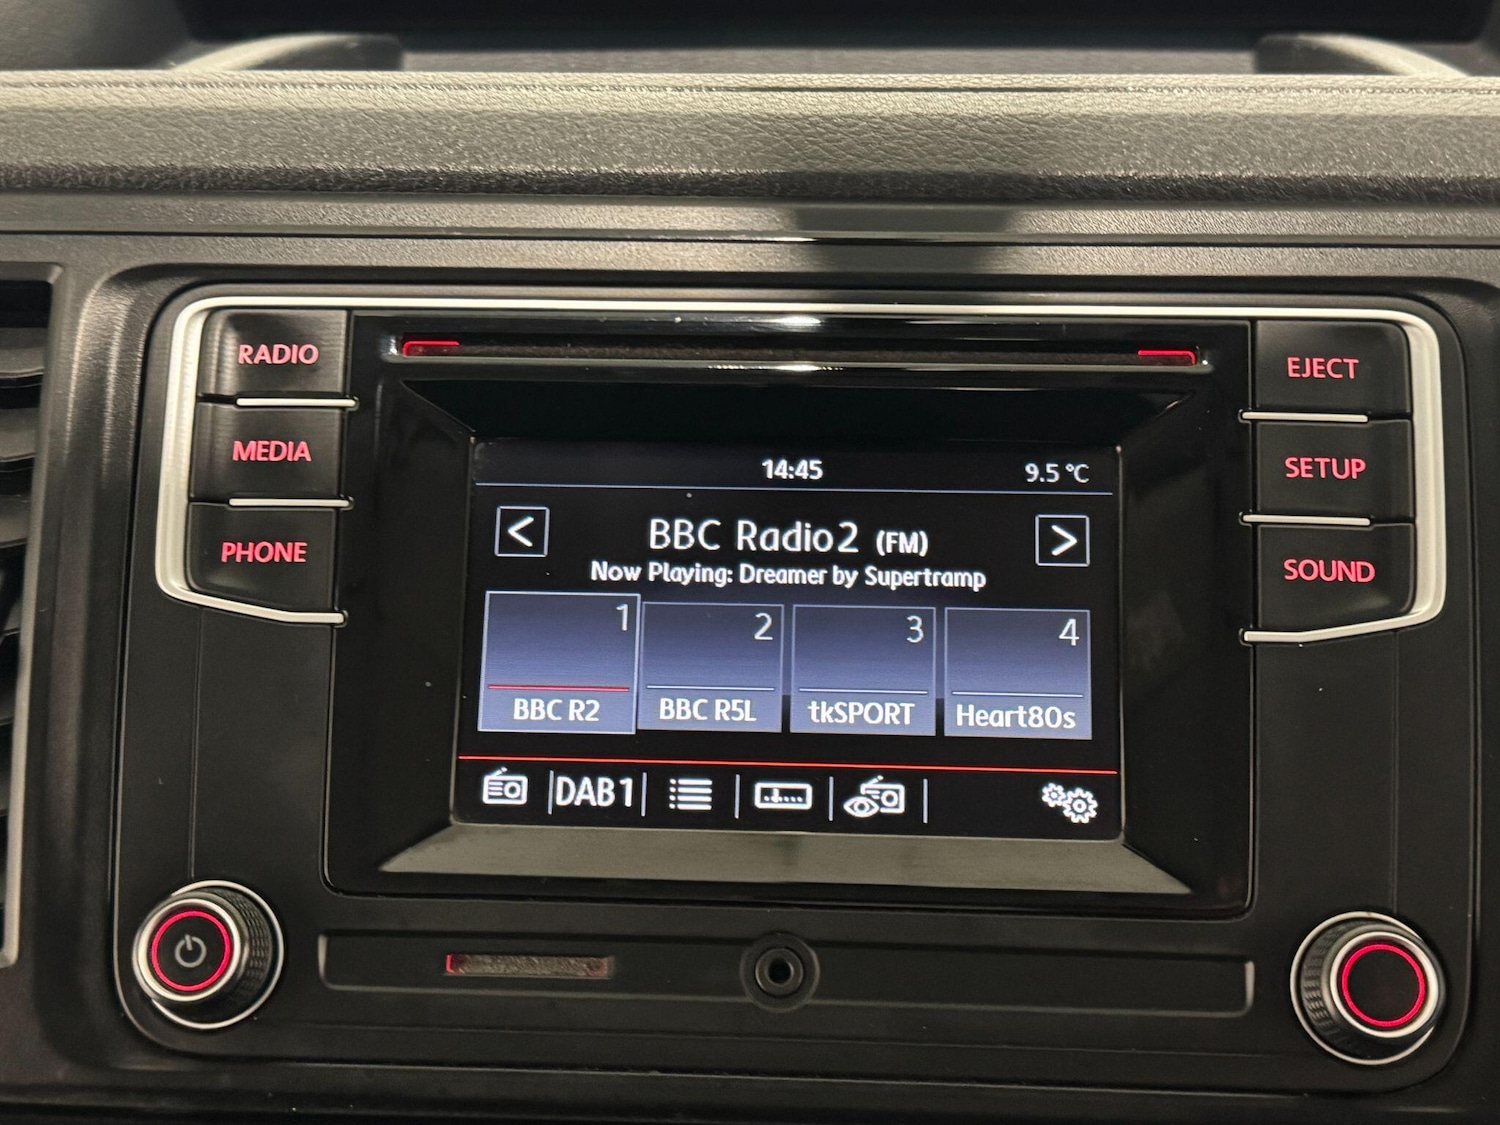 RADIO
MEDIA
PHONE
EJECT
SETUP
SOUND
14:45
9.5 °C
<
BBC Radio2 (FM)
>
Now Playing: Dreamer by Supertramp
1
2
3
4
BBC R2
BBC R5L
tkSPORT
Heart80s
DAB1